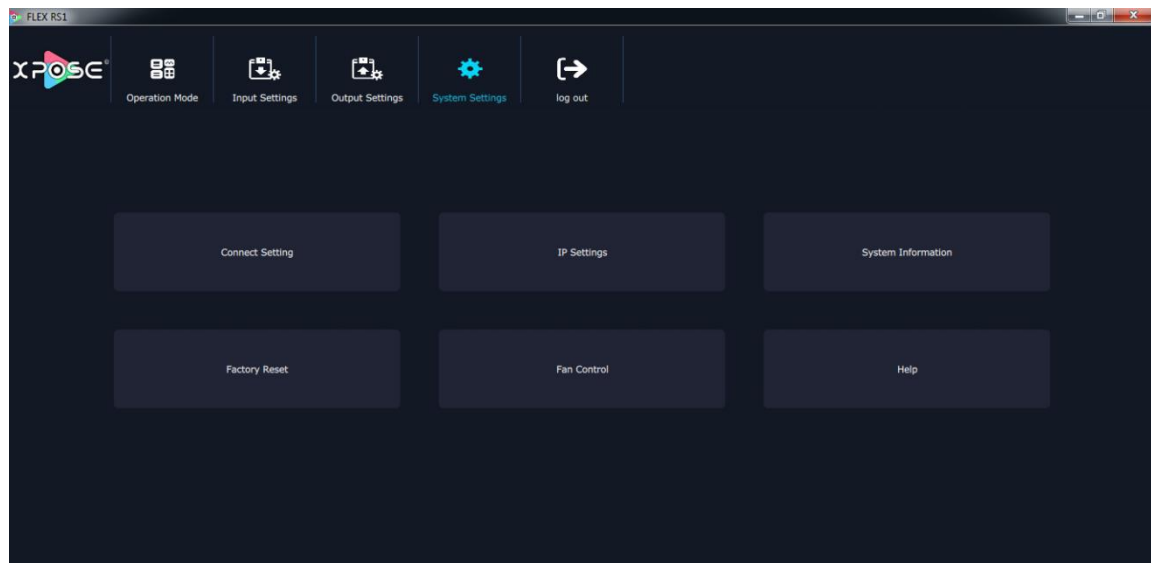 FLEX RS1
XPOSE®
Operation Mode
Input Settings
Output Settings
System Settings
log out
Connect Setting
IP Settings
System Information
Factory Reset
Fan Control
Help